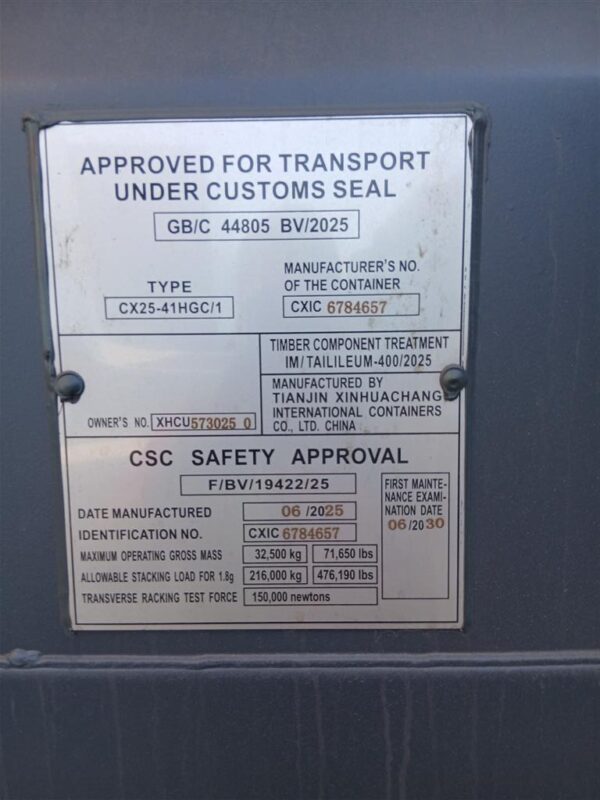 APPROVED FOR TRANSPORT
UNDER CUSTOMS SEAL
GB/C 44805 BV/2025
TYPE
CX25-41HGC/1
MANUFACTURER'S NO.
OF THE CONTAINER
CXIC 6784657
TIMBER COMPONENT TREATMENT
IM/TAILILEUM-400/2025
OWNER'S NO. XHCU573025 0
MANUFACTURED BY
TIANJIN XINHUACHANG
INTERNATIONAL CONTAINERS
CO., LTD. CHINA
CSC SAFETY APPROVAL
F/BV/19422/25
DATE MANUFACTURED 06/2025
IDENTIFICATION NO. CXIC 6784657
MAXIMUM OPERATING GROSS MASS 32,500 kg 71,650 lbs
ALLOWABLE STACKING LOAD FOR 1.8g 216,000 kg 476,190 lbs
TRANSVERSE RACKING TEST FORCE 150,000 newtons
FIRST MAINTE-
NANCE EXAMI-
NATION DATE
06/2030